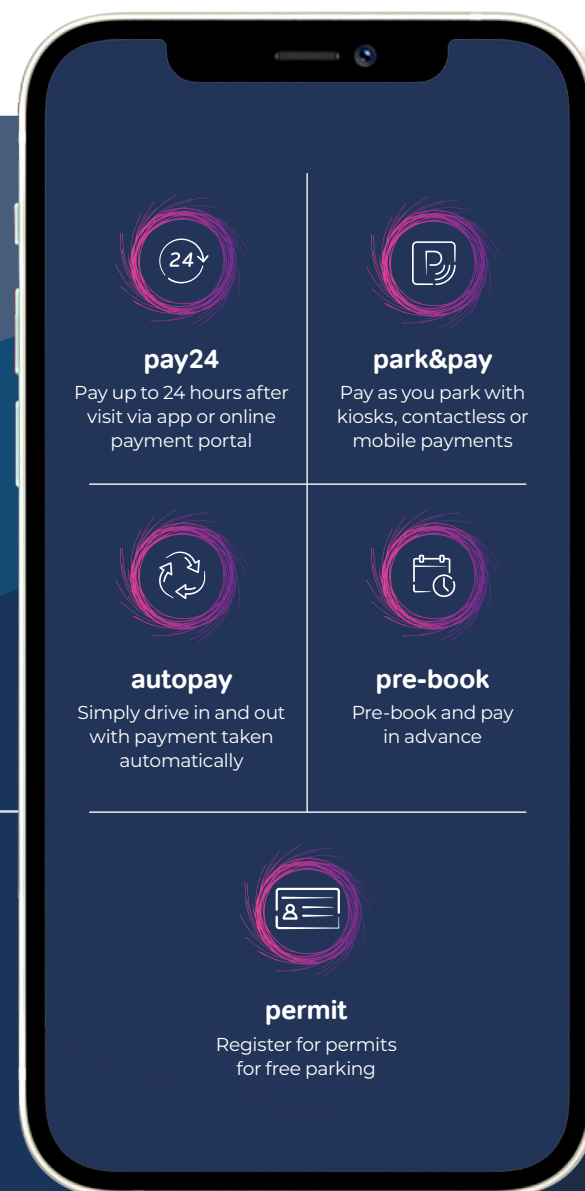 24
pay24
Pay up to 24 hours after
visit via app or online
payment portal
P
park&pay
Pay as you park with
kiosks, contactless or
mobile payments
autopay
Simply drive in and out
with payment taken
automatically
pre-book
Pre-book and pay
in advance
permit
Register for permits
for free parking